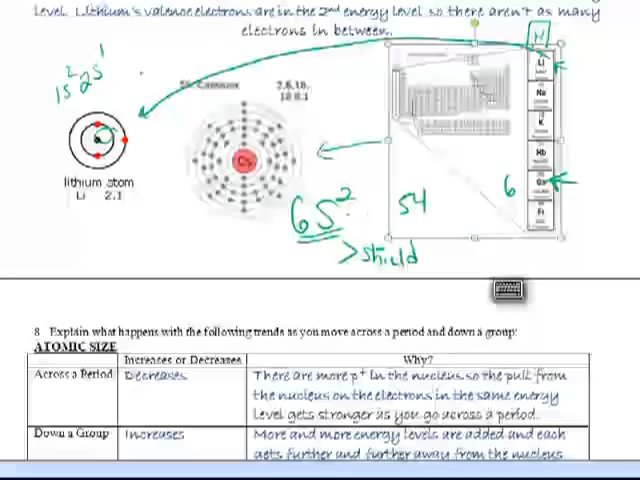 level. Lithium's valence electrons are in the 2nd energy level so there aren't as many
electrons in between.
H
1s² 2s¹
Li
Na
K
Rb
Fr
Cs
lithium atom
Li 2.1
6s²
54
6
> shield
8 Explain what happens with the following trends as you move across a period and down a group:
ATOMIC SIZE
Increases or Decreases
Why?
Across a Period
Decreases
There are more p⁺ in the nucleus so the pull from
the nucleus on the electrons in the same energy
level gets stronger as you go across a period.
Down a Group
Increases
More and more energy levels are added and each
gets further and further away from the nucleus